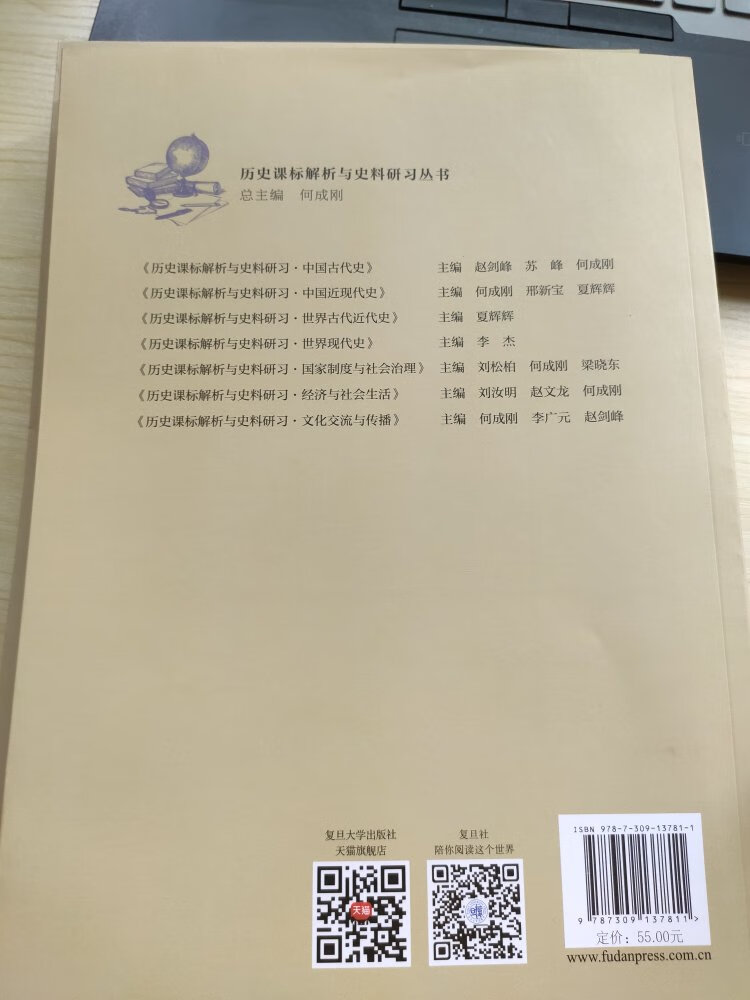 历史课标解析与史料研习丛书
总主编 何成刚
《历史课标解析与史料研习·中国古代史》 主编 赵剑峰 苏 峰 何成刚
《历史课标解析与史料研习·中国近现代史》 主编 何成刚 邢新宝 夏辉辉
《历史课标解析与史料研习·世界古代近代史》 主编 夏辉辉
《历史课标解析与史料研习·世界现代史》 主编 李 杰
《历史课标解析与史料研习·国家制度与社会治理》 主编 刘松柏 何成刚 梁晓东
《历史课标解析与史料研习·经济与社会生活》 主编 刘汝明 赵文龙 何成刚
《历史课标解析与史料研习·文化交流与传播》 主编 何成刚 李广元 赵剑峰
复旦大学出版社
天猫旗舰店
天猫
复旦社
陪你阅读这个世界
ISBN 978-7-309-13781-1
9 787309 137811 >
定价：55.00元
www.fudanpress.com.cn